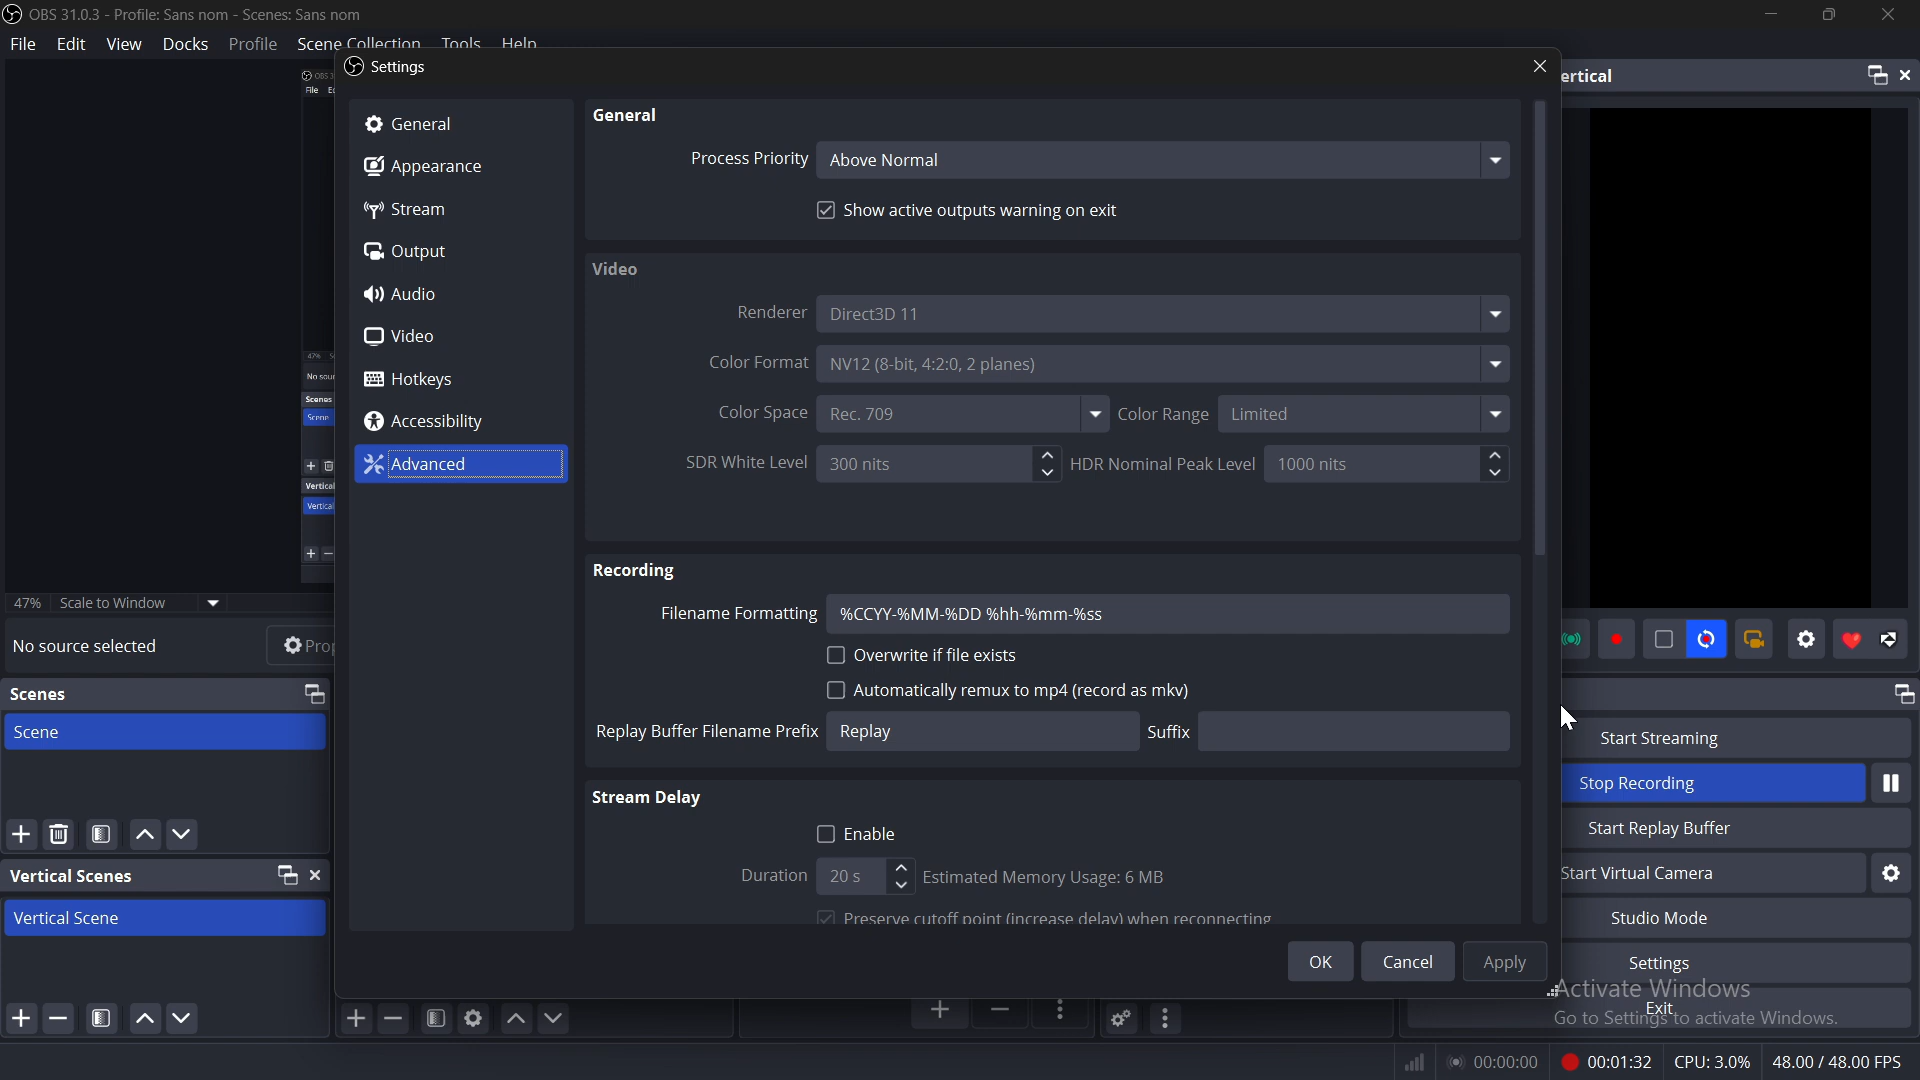 OBS 31.0.3 - Profile: Sans nom - Scenes: Sans nom
File Edit View Docks Profile Scene Collection Tools Help
Settings
General
Appearance
Stream
Output
Audio
Video
Hotkeys
Accessibility
Advanced
General
Process Priority Above Normal
Show active outputs warning on exit
Video
Renderer Direct3D 11
Color Format NV12 (8-bit, 4:2:0, 2 planes)
Color Space Rec. 709 Color Range Limited
SDR White Level 300 nits HDR Nominal Peak Level 1000 nits
Recording
Filename Formatting %CCYY-%MM-%DD %hh-%mm-%ss
Overwrite if file exists
Automatically remux to mp4 (record as mkv)
Replay Buffer Filename Prefix Replay Suffix
Stream Delay
Enable
Duration 20 s Estimated Memory Usage: 6 MB
Preserve cutoff point (increase delay) when reconnecting
OK Cancel Apply
File
47%
Scenes
Scene
Vertical
Vertical
47% Scale to Window
No source selected
Scenes
Scene
Vertical Scenes
Vertical Scene
ertical
Start Streaming
Stop Recording
Start Replay Buffer
Start Virtual Camera
Studio Mode
Settings
Exit
Activate Windows
Go to Settings to activate Windows.
00:00:00 00:01:32 CPU: 3.0% 48.00 / 48.00 FPS